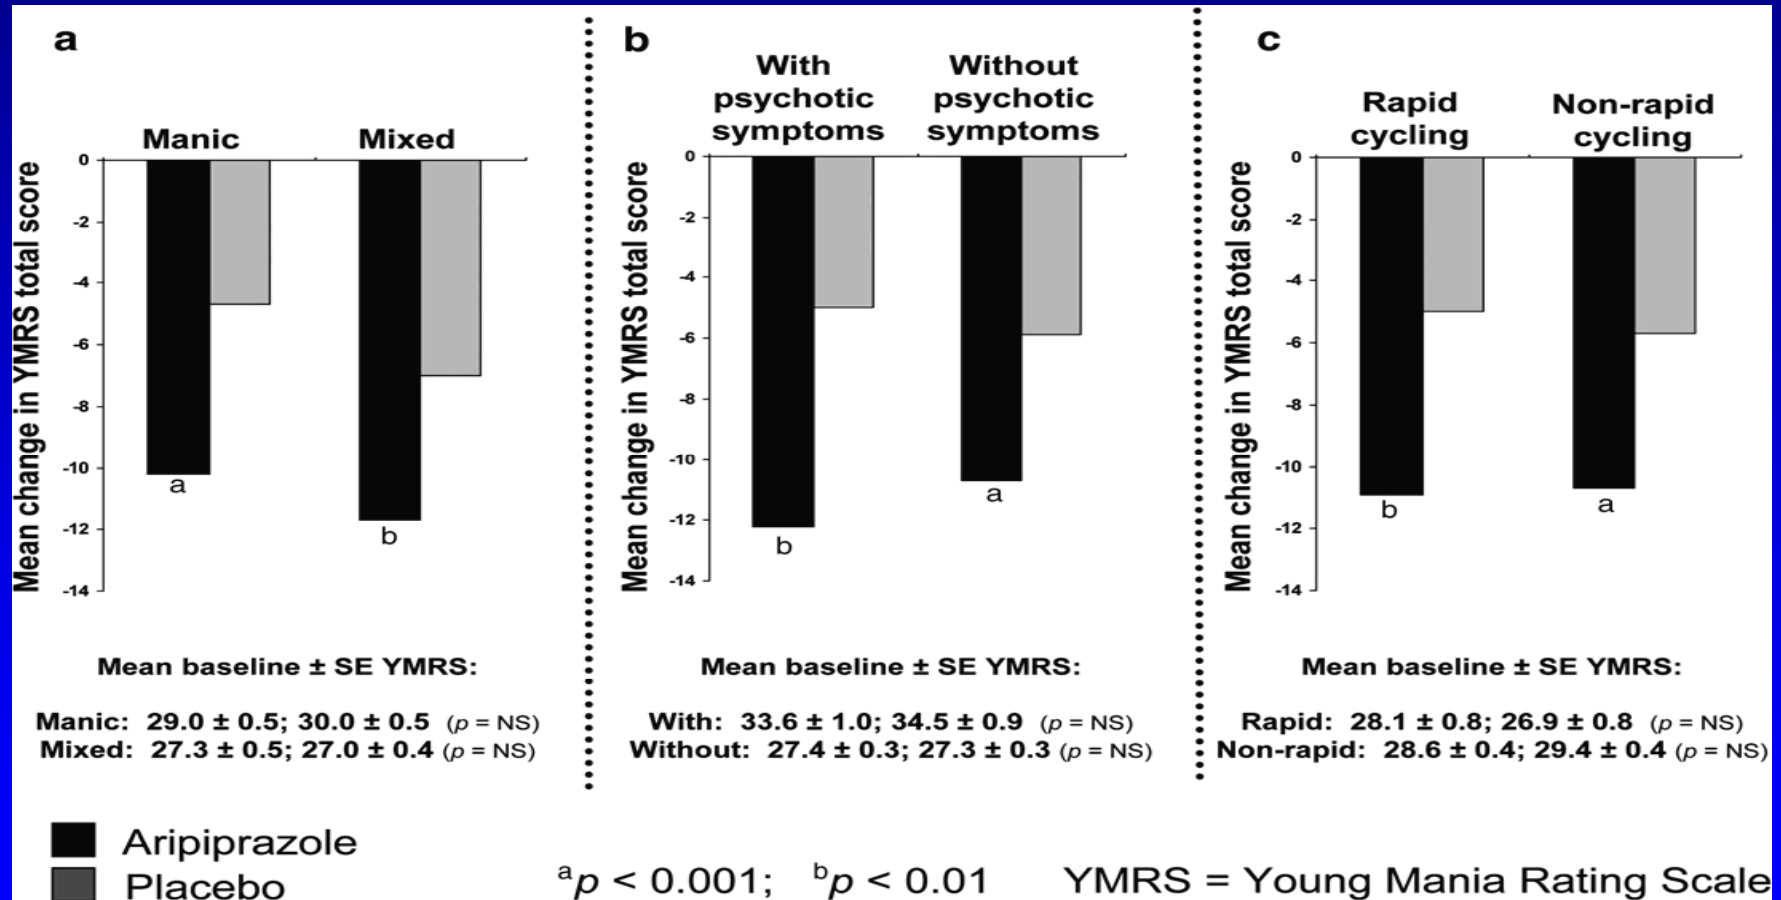 a
Manic Mixed
Mean change in YMRS total score
0
-2
-4
-6
-8
-10
-12
-14
a
b
Mean baseline ± SE YMRS:
Manic: 29.0 ± 0.5; 30.0 ± 0.5 (p = NS)
Mixed: 27.3 ± 0.5; 27.0 ± 0.4 (p = NS)
b
With
psychotic
symptoms
Without
psychotic
symptoms
Mean change in YMRS total score
0
-2
-4
-6
-8
-10
-12
-14
b
a
Mean baseline ± SE YMRS:
With: 33.6 ± 1.0; 34.5 ± 0.9 (p = NS)
Without: 27.4 ± 0.3; 27.3 ± 0.3 (p = NS)
c
Rapid
cycling
Non-rapid
cycling
Mean change in YMRS total score
0
-2
-4
-6
-8
-10
-12
-14
b
a
Mean baseline ± SE YMRS:
Rapid: 28.1 ± 0.8; 26.9 ± 0.8 (p = NS)
Non-rapid: 28.6 ± 0.4; 29.4 ± 0.4 (p = NS)
Aripiprazole
Placebo
ᵃp < 0.001; ᵇp < 0.01 YMRS = Young Mania Rating Scale